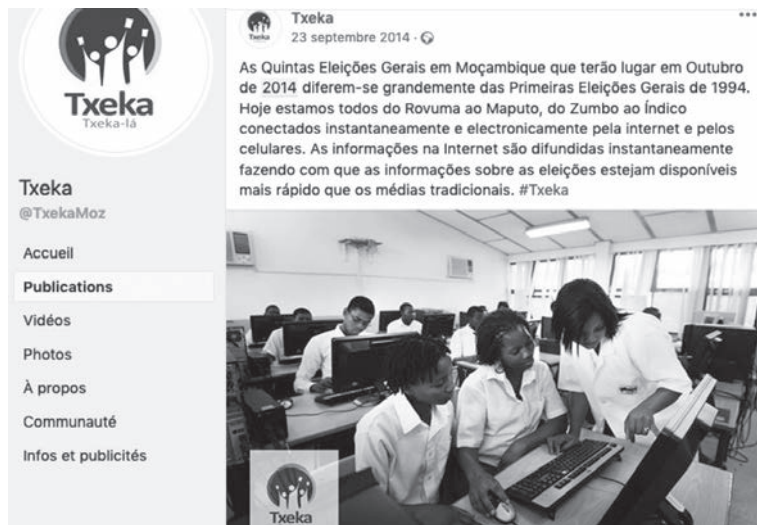 Txeka
Txeka-lá
Txeka
@TxekaMoz
Accueil
Publications
Vidéos
Photos
À propos
Communauté
Infos et publicités
Txeka
Txeka
23 septembre 2014 ·
As Quintas Eleições Gerais em Moçambique que terão lugar em Outubro
de 2014 diferem-se grandemente das Primeiras Eleições Gerais de 1994.
Hoje estamos todos do Rovuma ao Maputo, do Zumbo ao Índico
conectados instantaneamente e electronicamente pela internet e pelos
celulares. As informações na Internet são difundidas instantaneamente
fazendo com que as informações sobre as eleições estejam disponíveis
mais rápido que os médias tradicionais. #Txeka
Txeka